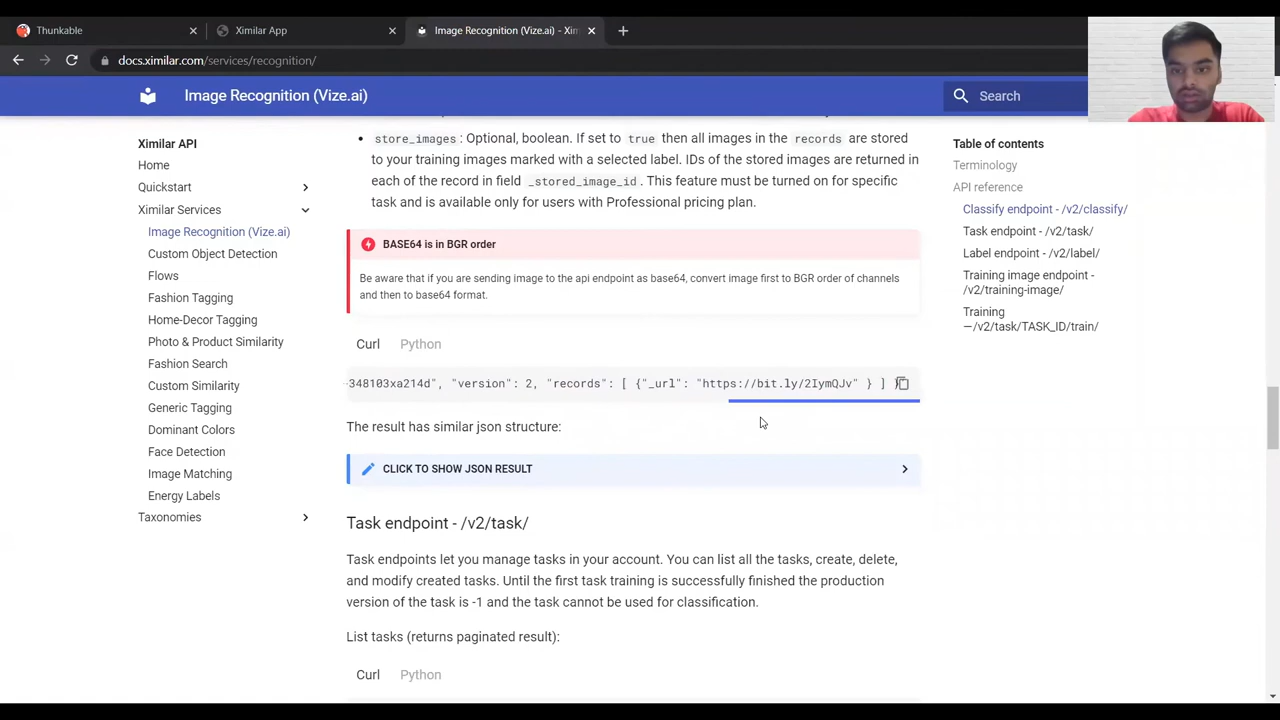 Thunkable
Ximilar App
Image Recognition (Vize.ai) - Xim
docs.ximilar.com/services/recognition/
Image Recognition (Vize.ai)
Search
Ximilar API
Home
Quickstart
Ximilar Services
Image Recognition (Vize.ai)
Custom Object Detection
Flows
Fashion Tagging
Home-Decor Tagging
Photo & Product Similarity
Fashion Search
Custom Similarity
Generic Tagging
Dominant Colors
Face Detection
Image Matching
Energy Labels
Taxonomies
store_images: Optional, boolean. If set to true then all images in the records are stored
to your training images marked with a selected label. IDs of the stored images are returned in
each of the record in field _stored_image_id. This feature must be turned on for specific
task and is available only for users with Professional pricing plan.
BASE64 is in BGR order
Be aware that if you are sending image to the api endpoint as base64, convert image first to BGR order of channels
and then to base64 format.
Curl Python
348103xa214d", "version": 2, "records": [ {"_url": "https://bit.ly/2IymQJv" } ] }
The result has similar json structure:
CLICK TO SHOW JSON RESULT
Task endpoint - /v2/task/
Task endpoints let you manage tasks in your account. You can list all the tasks, create, delete,
and modify created tasks. Until the first task training is successfully finished the production
version of the task is -1 and the task cannot be used for classification.
List tasks (returns paginated result):
Curl Python
Table of contents
Terminology
API reference
Classify endpoint - /v2/classify/
Task endpoint - /v2/task/
Label endpoint - /v2/label/
Training image endpoint -
/v2/training-image/
Training
—/v2/task/TASK_ID/train/